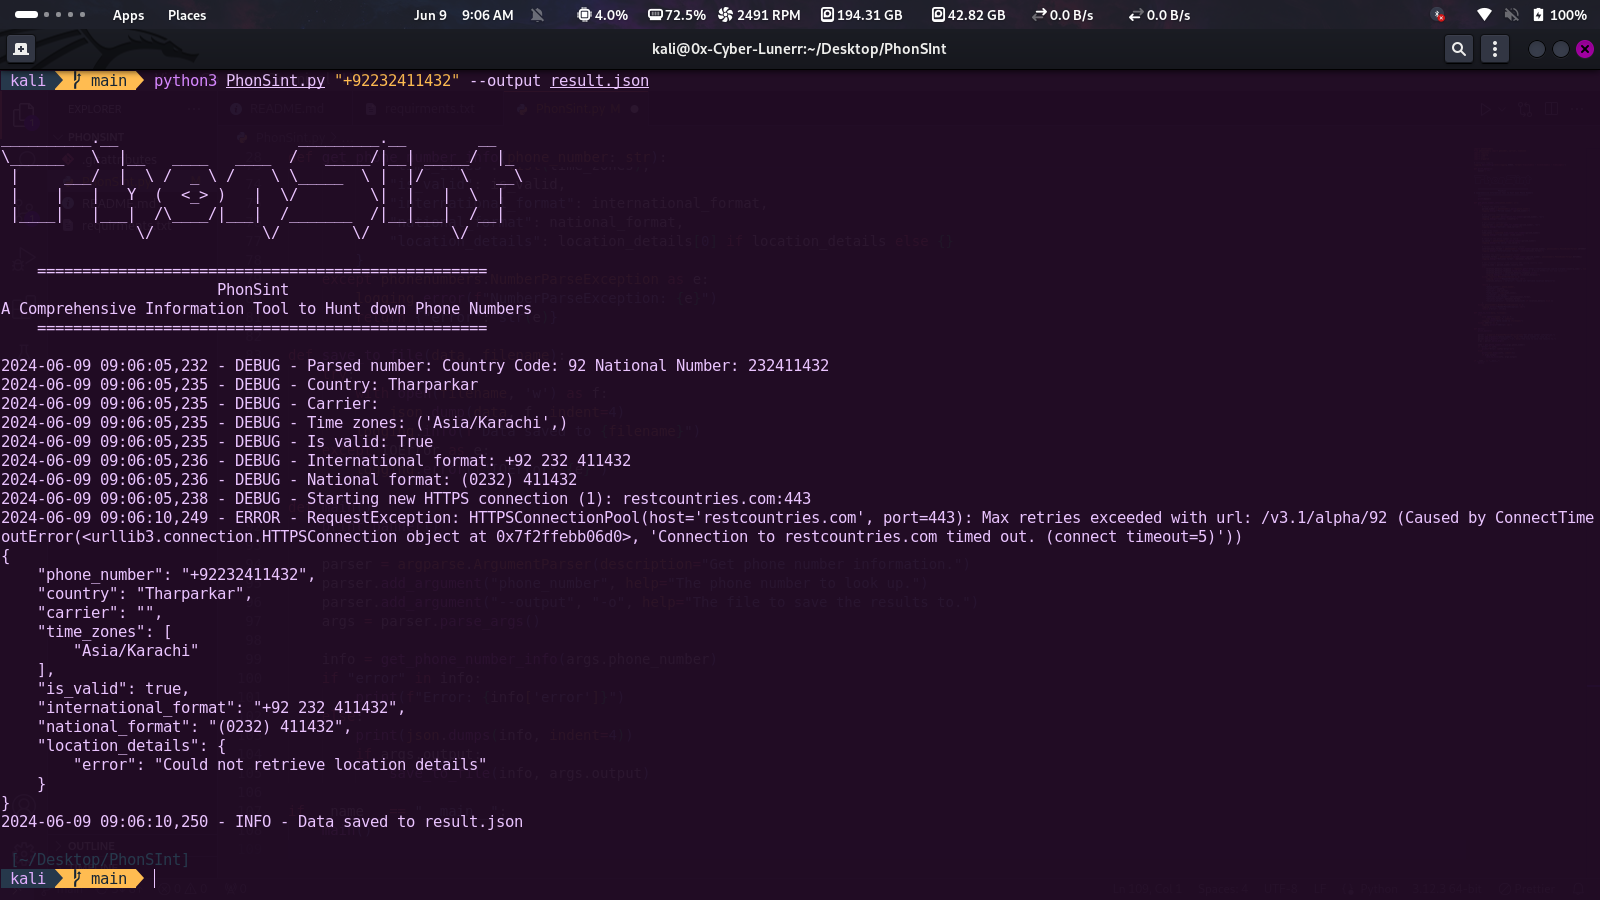 Apps Places Jun 9 9:06 AM 4.0% 72.5% 2491 RPM 194.31 GB 42.82 GB 0.0 B/s 0.0 B/s 100%
kali@0x-Cyber-Lunerr:~/Desktop/PhonSInt
kali main python3 PhonSint.py "+92232411432" --output result.json
PhonSint
A Comprehensive Information Tool to Hunt down Phone Numbers
2024-06-09 09:06:05,232 - DEBUG - Parsed number: Country Code: 92 National Number: 232411432
2024-06-09 09:06:05,235 - DEBUG - Country: Tharparkar
2024-06-09 09:06:05,235 - DEBUG - Carrier:
2024-06-09 09:06:05,235 - DEBUG - Time zones: ('Asia/Karachi',)
2024-06-09 09:06:05,235 - DEBUG - Is valid: True
2024-06-09 09:06:05,236 - DEBUG - International format: +92 232 411432
2024-06-09 09:06:05,236 - DEBUG - National format: (0232) 411432
2024-06-09 09:06:05,238 - DEBUG - Starting new HTTPS connection (1): restcountries.com:443
2024-06-09 09:06:10,249 - ERROR - RequestException: HTTPSConnectionPool(host='restcountries.com', port=443): Max retries exceeded with url: /v3.1/alpha/92 (Caused by ConnectTime
outError(<urllib3.connection.HTTPSConnection object at 0x7f2ffebb06d0>, 'Connection to restcountries.com timed out. (connect timeout=5)'))
{
"phone_number": "+92232411432",
"country": "Tharparkar",
"carrier": "",
"time_zones": [
"Asia/Karachi"
],
"is_valid": true,
"international_format": "+92 232 411432",
"national_format": "(0232) 411432",
"location_details": {
"error": "Could not retrieve location details"
}
}
2024-06-09 09:06:10,250 - INFO - Data saved to result.json
[~/Desktop/PhonSInt]
kali main